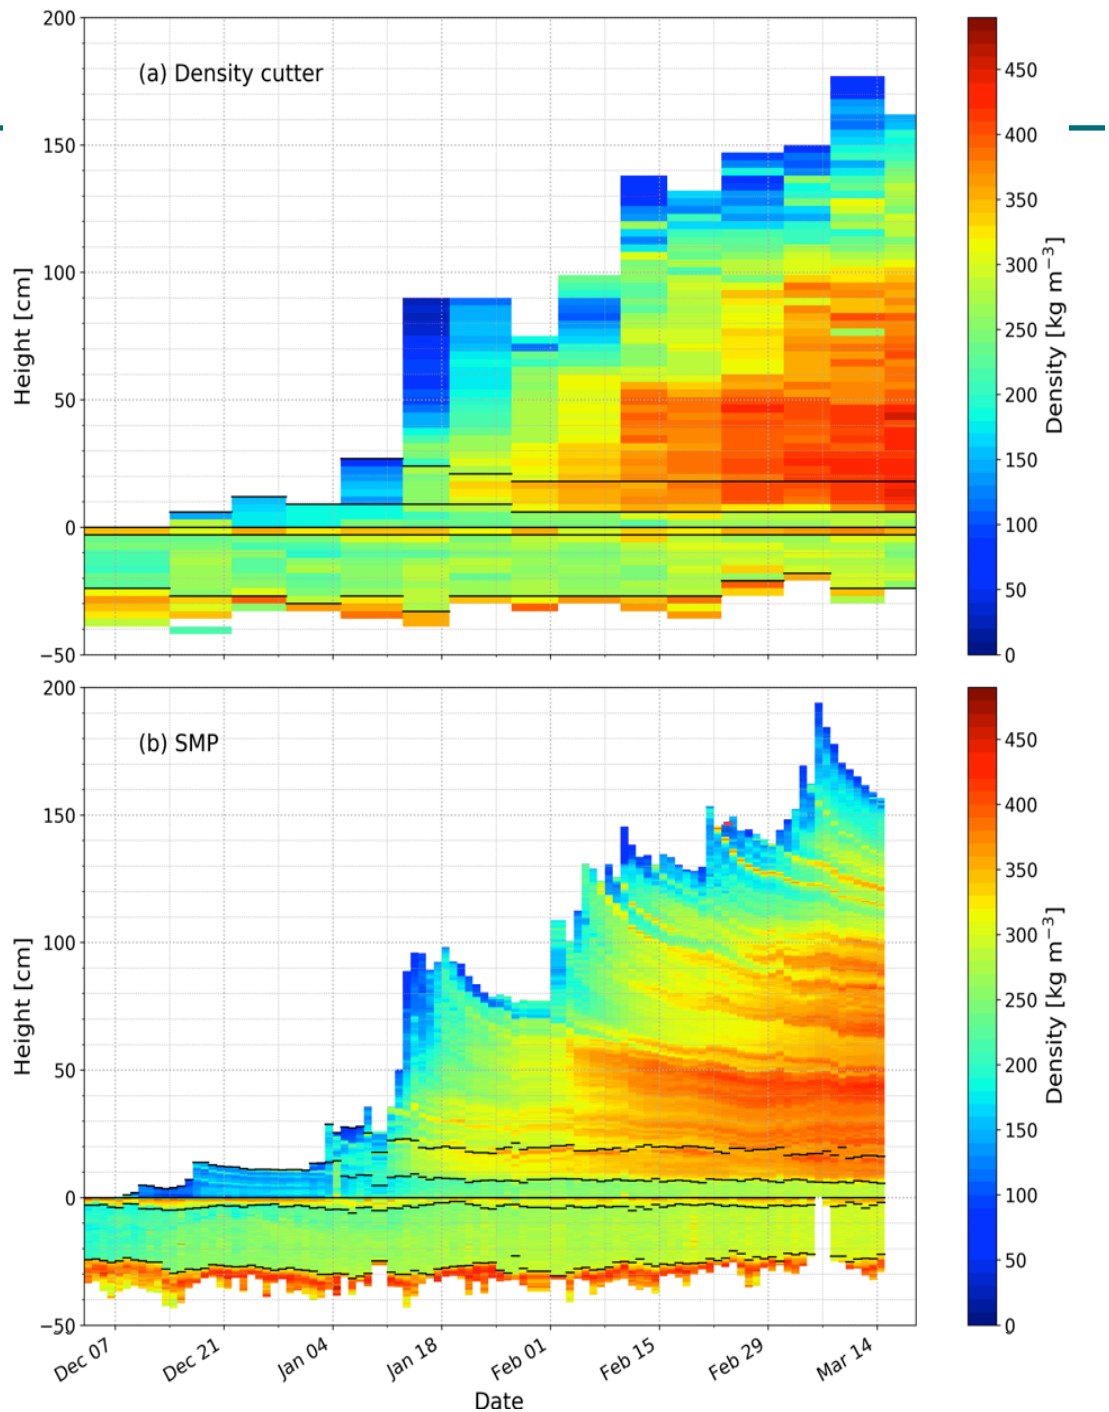 200
150
100
50
0
−50
Height [cm]
(a) Density cutter
450
400
350
300
250
200
150
100
50
0
Density [kg m⁻³]
200
150
100
50
0
−50
Height [cm]
(b) SMP
450
400
350
300
250
200
150
100
50
0
Density [kg m⁻³]
Dec 07
Dec 21
Jan 04
Jan 18
Feb 01
Feb 15
Feb 29
Mar 14
Date